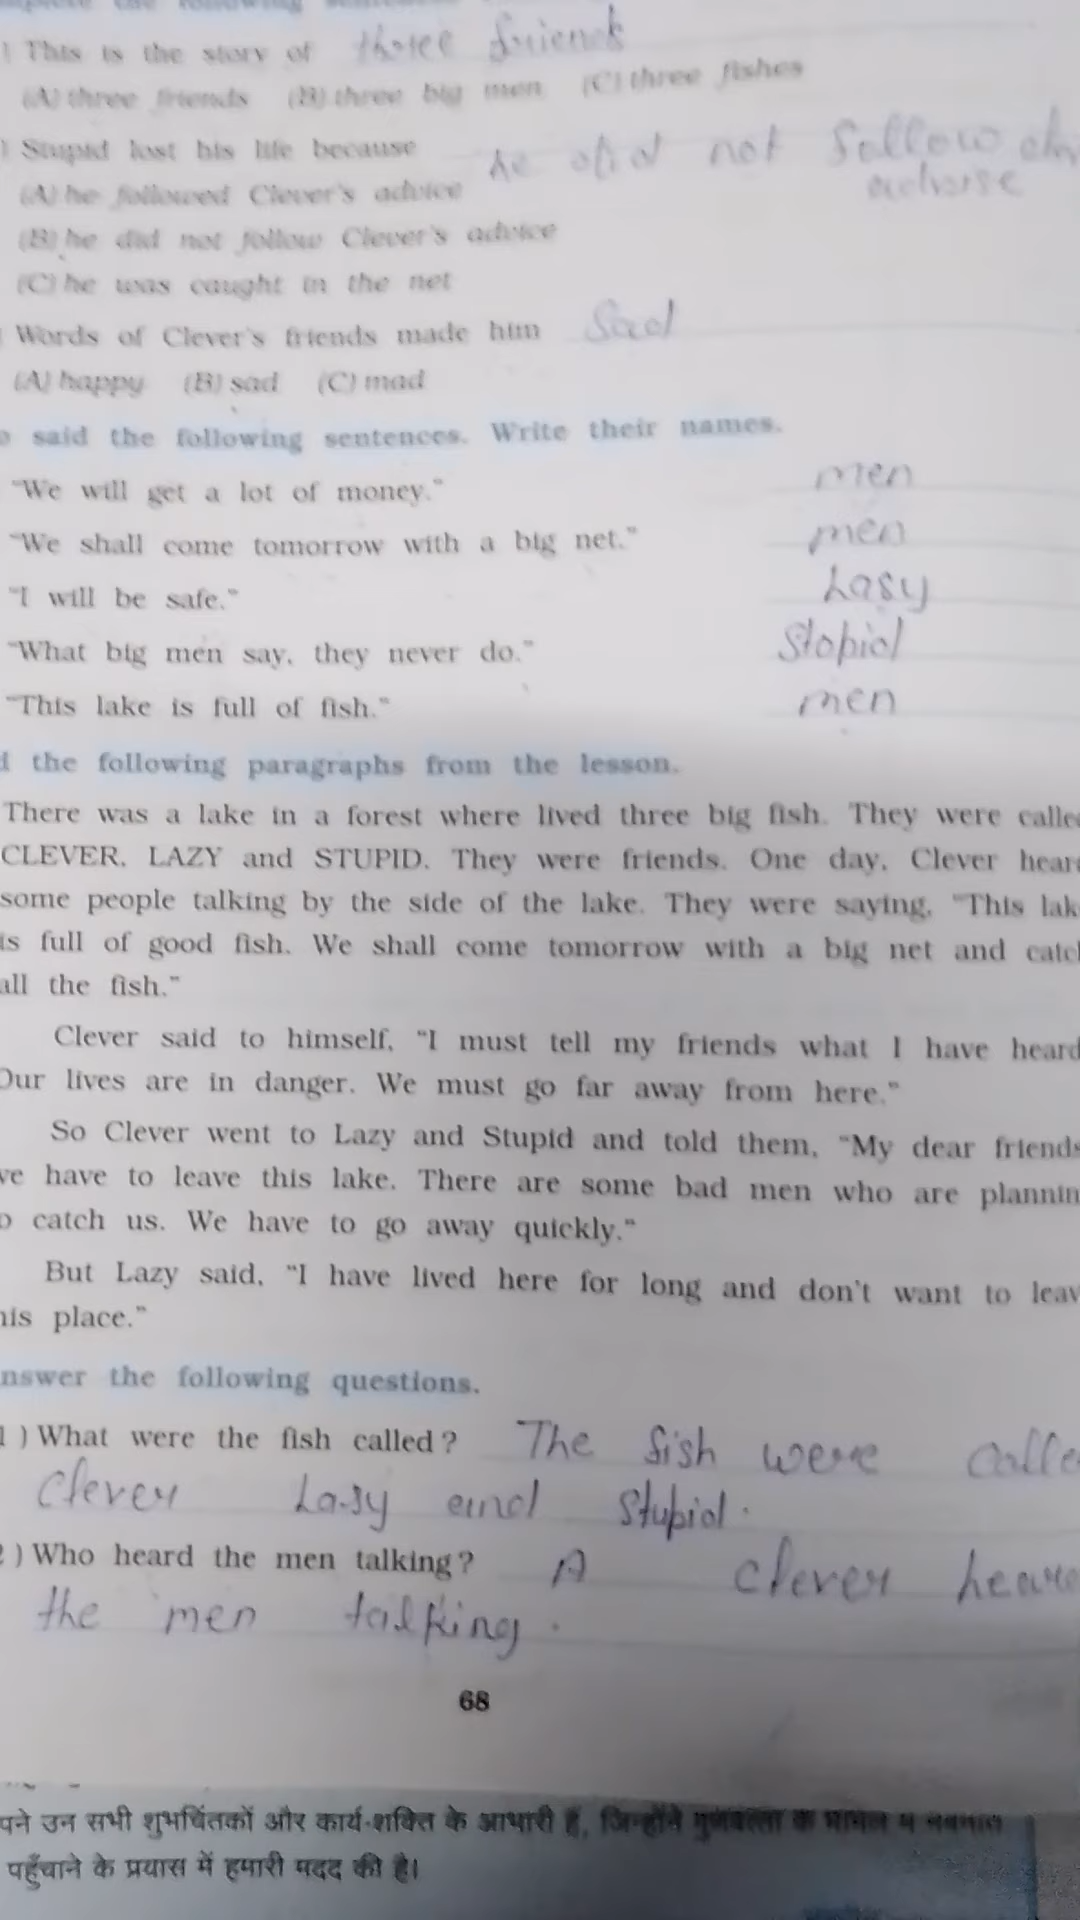 the following
This is the story of three friends
(A) three friends (B) three big men (C) three fishes
) Stupid lost his life because he did not follow
(A) he followed Clever's advice
(B) he did not follow Clever's advice
(C) he was caught in the net
Words of Clever's friends made him Sad
(A) happy (B) sad (C) mad
said the following sentences. Write their names.
"We will get a lot of money." men
"We shall come tomorrow with a big net." men
"I will be safe." Lasy
"What big men say, they never do." Stopid
"This lake is full of fish." men
the following paragraphs from the lesson.
There was a lake in a forest where lived three big fish. They were calle
CLEVER, LAZY and STUPID. They were friends. One day, Clever hear
some people talking by the side of the lake. They were saying, "This lak
is full of good fish. We shall come tomorrow with a big net and catc
all the fish."
Clever said to himself, "I must tell my friends what I have heard
Our lives are in danger. We must go far away from here."
So Clever went to Lazy and Stupid and told them, "My dear friends
ve have to leave this lake. There are some bad men who are plannin
o catch us. We have to go away quickly."
But Lazy said, "I have lived here for long and don't want to leav
his place."
nswer the following questions.
1 ) What were the fish called ? The fish were calle
Clever Lasy and Stupid.
2 ) Who heard the men talking ? A clever hear
the men talking.
68
पने उन सभी शुभचिंतकों और कार्य-शक्ति के आभारी हैं, जिन्होंने गुणवत्ता के मामले में
पहुँचाने के प्रयास में हमारी मदद की है।